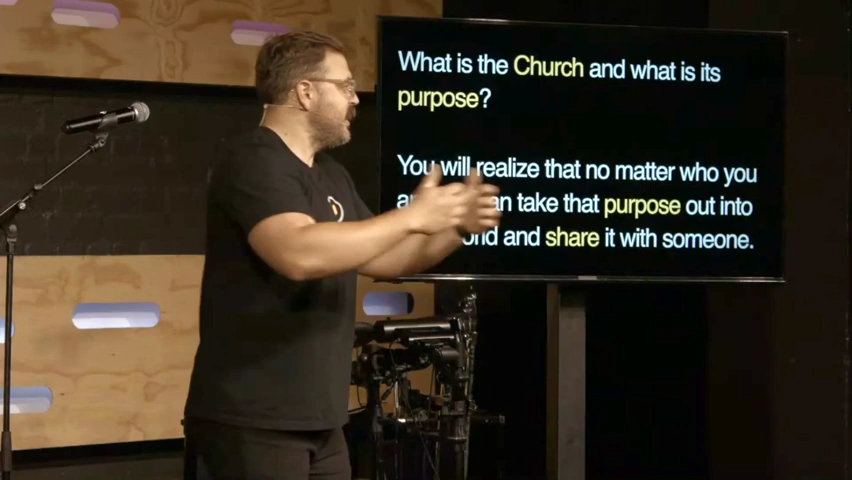 What is the Church and what is its
purpose?
You will realize that no matter who you
take that purpose out into
and share it with someone.